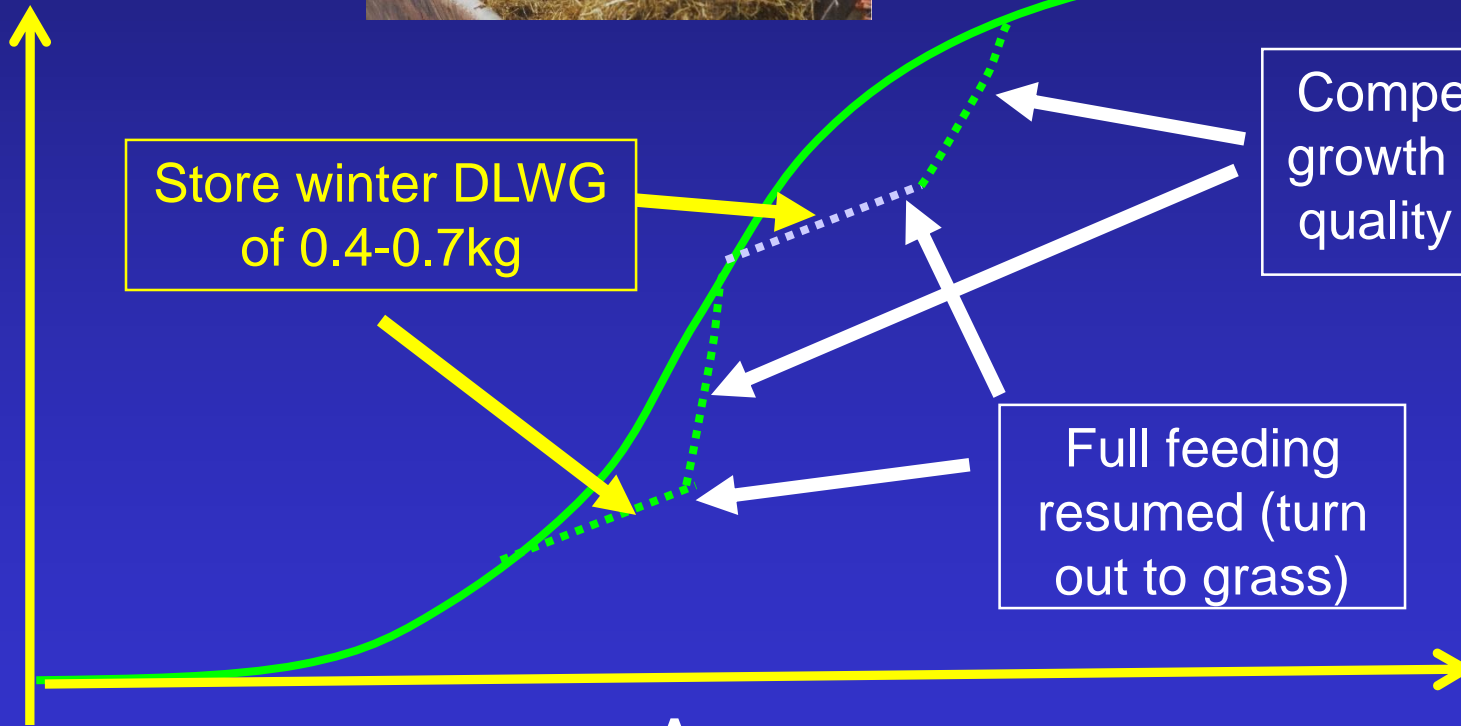 Store winter DLWG
of 0.4-0.7kg
growth
quality
Full feeding
resumed (turn
out to grass)